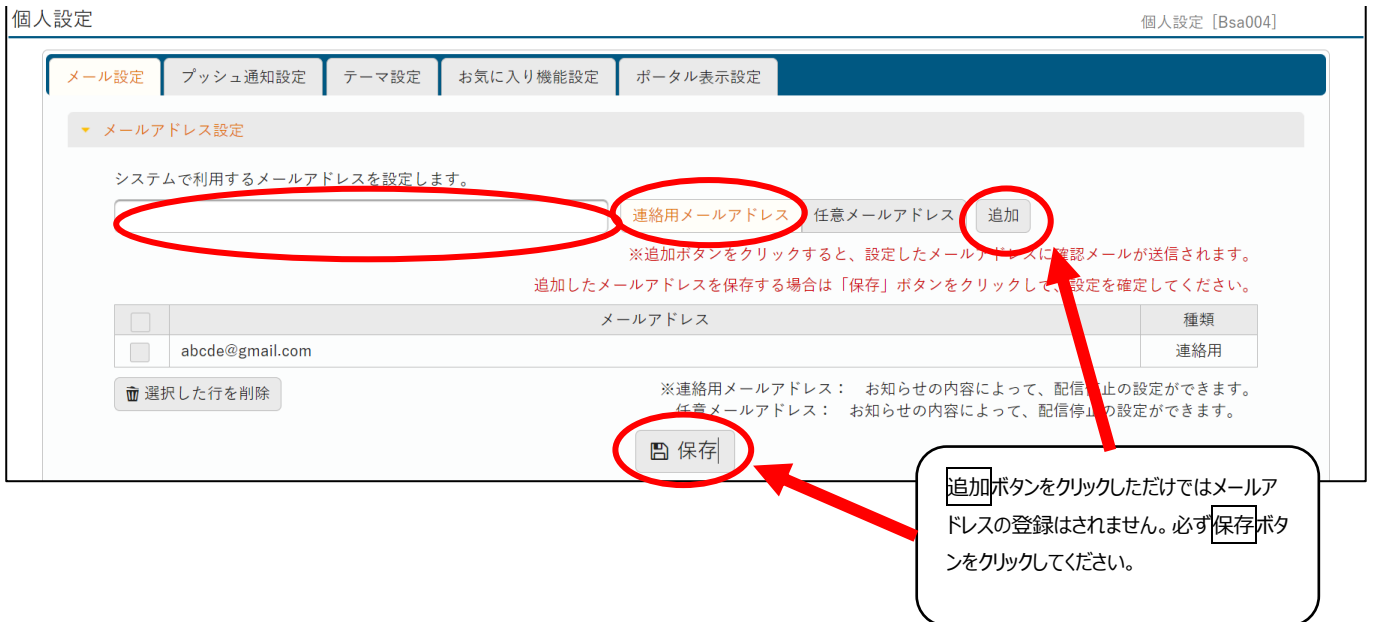 個人設定
個人設定 [Bsa004]
メール設定 プッシュ通知設定 テーマ設定 お気に入り機能設定 ポータル表示設定
メールアドレス設定
システムで利用するメールアドレスを設定します。
連絡用メールアドレス 任意メールアドレス 追加
※追加ボタンをクリックすると、設定したメールアドレスに確認メールが送信されます。
追加したメールアドレスを保存する場合は「保存」ボタンをクリックして、設定を確定してください。
メールアドレス 種類
abcde@gmail.com 連絡用
選択した行を削除
※連絡用メールアドレス： お知らせの内容によって、配信停止の設定ができます。
任意メールアドレス： お知らせの内容によって、配信停止の設定ができます。
保存
追加ボタンをクリックしただけではメールア
ドレスの登録はされません。必ず保存ボタ
ンをクリックしてください。